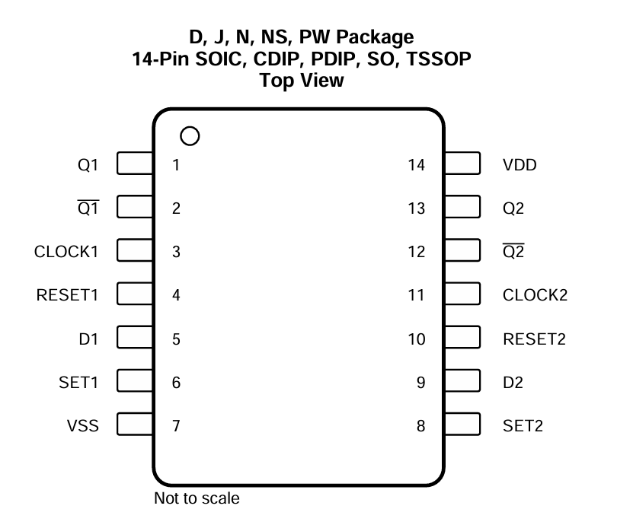 D, J, N, NS, PW Package
14-Pin SOIC, CDIP, PDIP, SO, TSSOP
Top View
Q1 1 14 VDD
Q̅1̅ 2 13 Q2
CLOCK1 3 12 Q̅2̅
RESET1 4 11 CLOCK2
D1 5 10 RESET2
SET1 6 9 D2
VSS 7 8 SET2
Not to scale